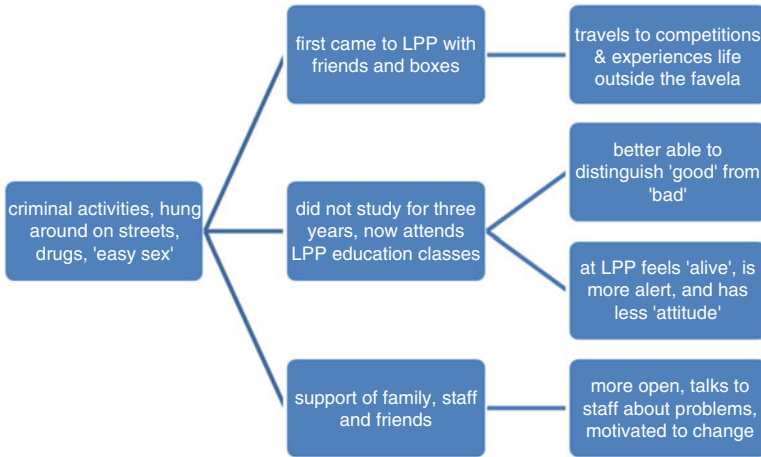 first came to LPP with
friends and boxes
travels to competitions
& experiences life
outside the favela
criminal activities, hung
around on streets,
drugs, 'easy sex'
did not study for three
years, now attends
LPP education classes
better able to
distinguish 'good' from
'bad'
at LPP feels 'alive', is
more alert, and has
less 'attitude'
support of family, staff
and friends
more open, talks to
staff about problems,
motivated to change